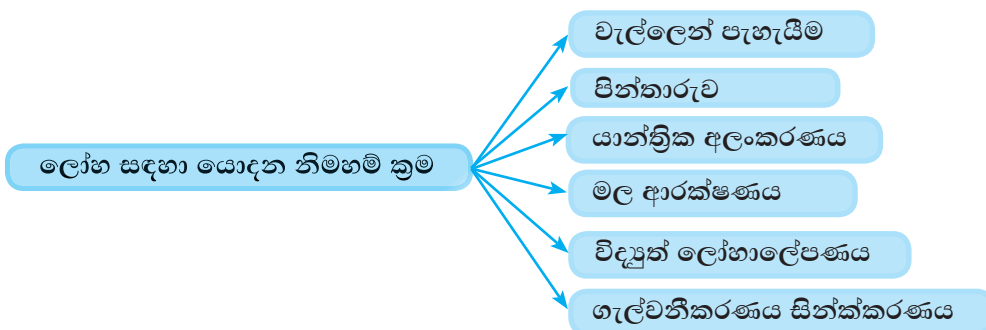 වැල්ලෙන් පැහැයීම
පින්තාරුව
යාන්ත්‍රික අලංකරණය
ලෝහ සඳහා යොදන නිමහම් ක්‍රම
මල ආරක්ෂණය
විද්‍යුත් ලෝහාලේපණය
ගැල්වනීකරණය සින්ක්කරණය